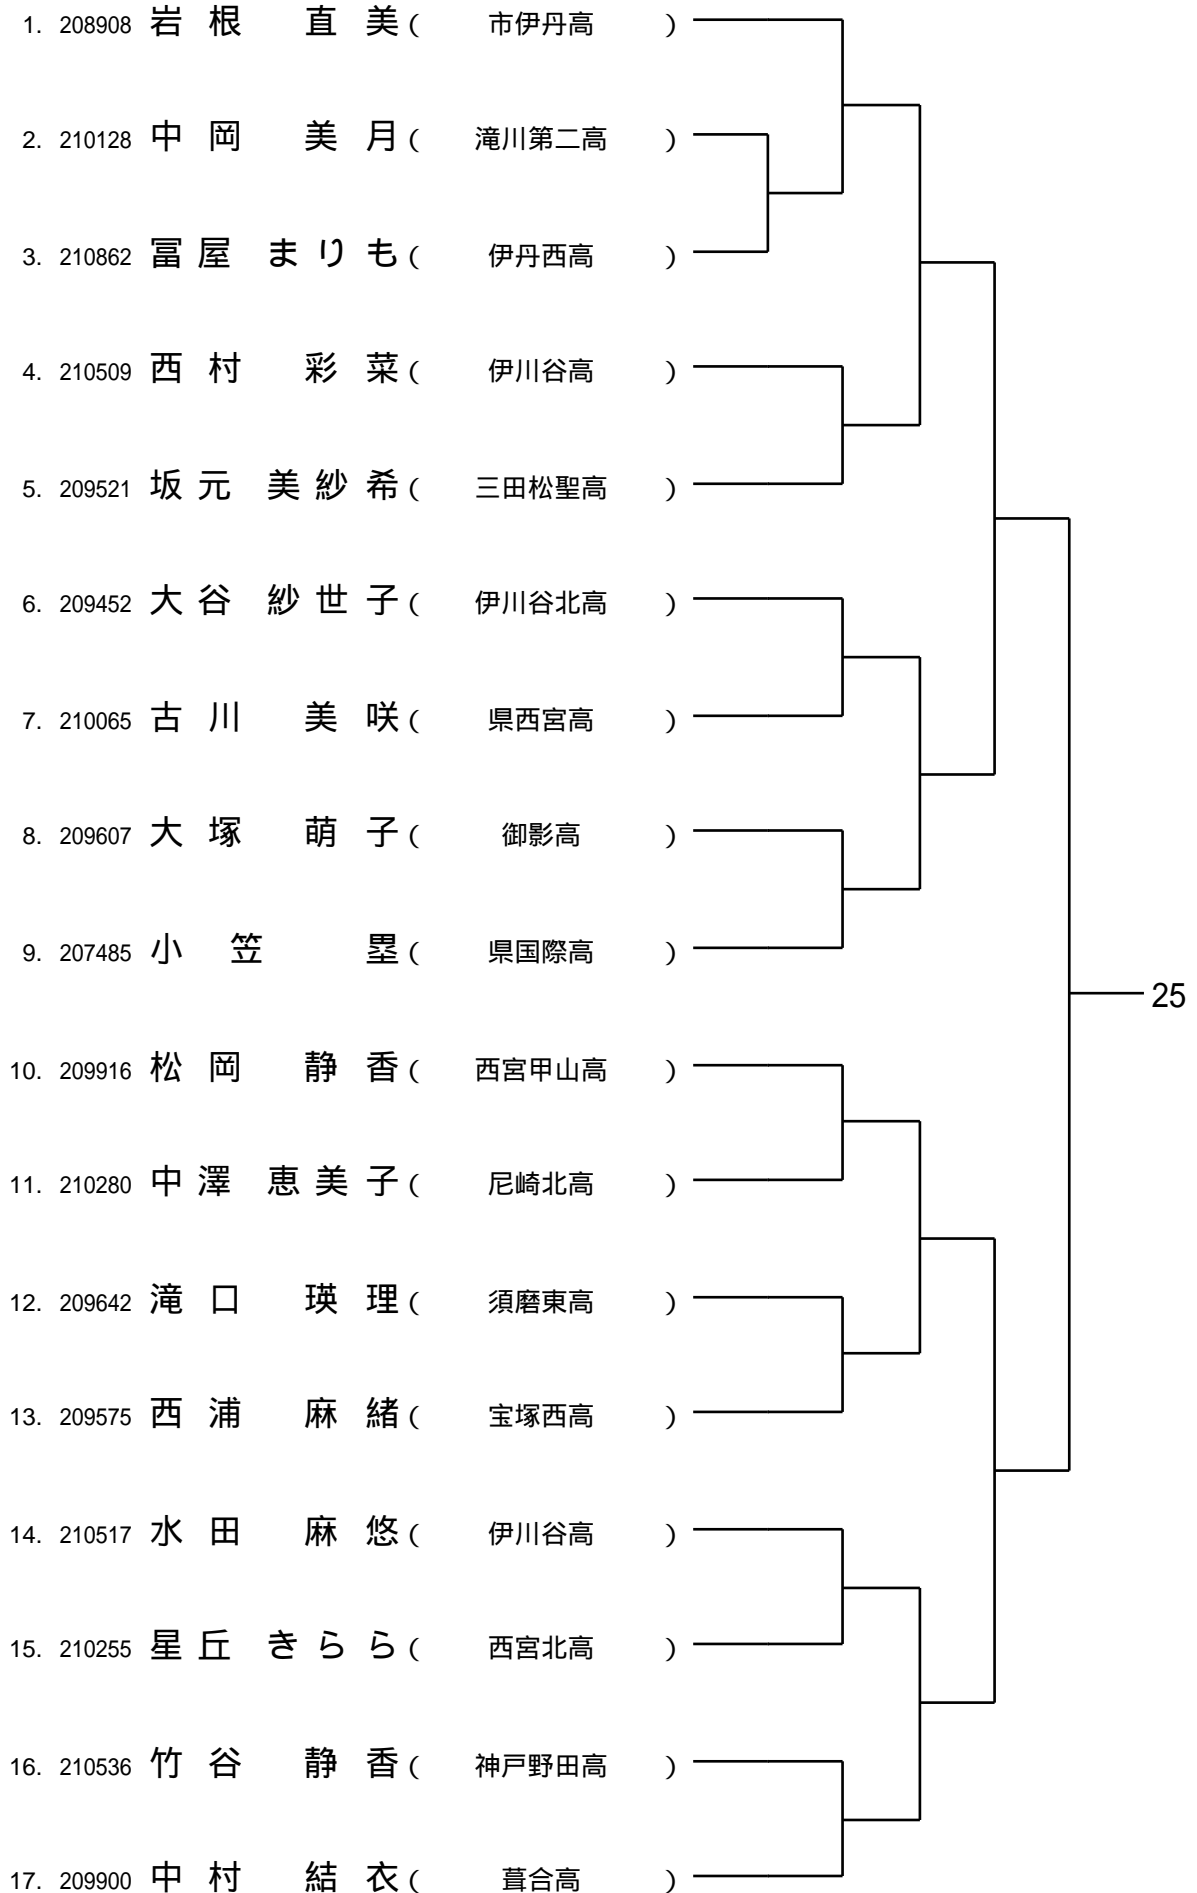 1. 208908 岩根 直美 ( 市伊丹高 )
2. 210128 中岡 美月 ( 滝川第二高 )
3. 210862 冨屋 まりも ( 伊丹西高 )
4. 210509 西村 彩菜 ( 伊川谷高 )
5. 209521 坂元 美紗希 ( 三田松聖高 )
6. 209452 大谷 紗世子 ( 伊川谷北高 )
7. 210065 古川 美咲 ( 県西宮高 )
8. 209607 大塚 萌子 ( 御影高 )
9. 207485 小笠 塁 ( 県国際高 )
25
10. 209916 松岡 静香 ( 西宮甲山高 )
11. 210280 中澤 恵美子 ( 尼崎北高 )
12. 209642 滝口 瑛理 ( 須磨東高 )
13. 209575 西浦 麻緒 ( 宝塚西高 )
14. 210517 水田 麻悠 ( 伊川谷高 )
15. 210255 星丘 きらら ( 西宮北高 )
16. 210536 竹谷 静香 ( 神戸野田高 )
17. 209900 中村 結衣 ( 葺合高 )